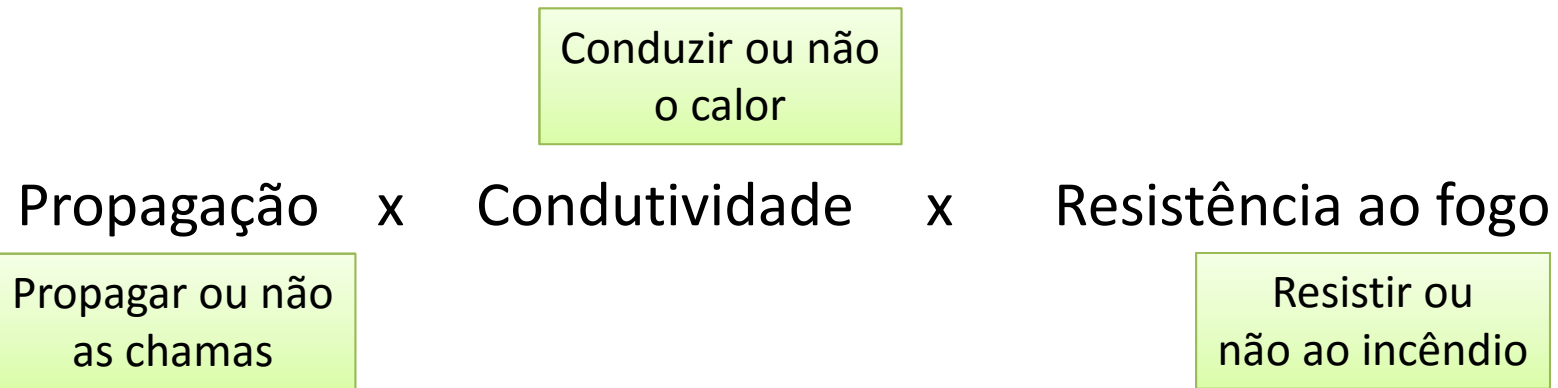 Conduzir ou não
o calor
Propagação x Condutividade x Resistência ao fogo
Propagar ou não
as chamas
Resistir ou
não ao incêndio